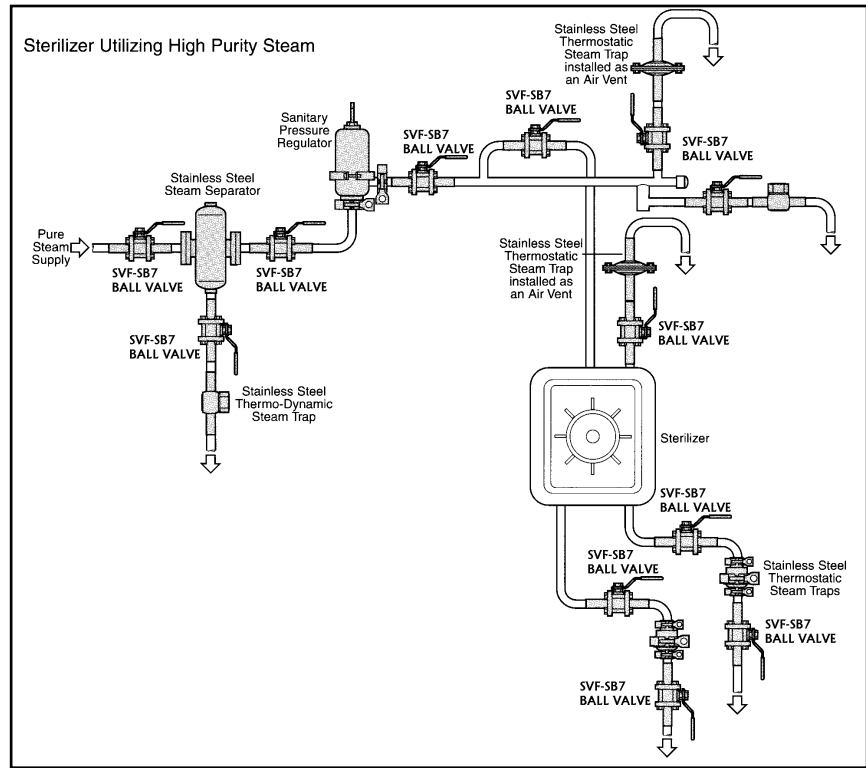 Sterilizer Utilizing High Purity Steam
Stainless Steel
Thermostatic
Steam Trap
installed as
an Air Vent
SVF-SB7
BALL VALVE
Sanitary
Pressure
Regulator
SVF-SB7
BALL VALVE
SVF-SB7
BALL VALVE
Stainless Steel
Steam Separator
Pure
Steam
Supply
SVF-SB7
BALL VALVE
SVF-SB7
BALL VALVE
Stainless Steel
Thermostatic
Steam Trap
installed as
an Air Vent
SVF-SB7
BALL VALVE
SVF-SB7
BALL VALVE
Stainless Steel
Thermo-Dynamic
Steam Trap
Sterilizer
SVF-SB7
BALL VALVE
SVF-SB7
BALL VALVE
Stainless Steel
Thermostatic
Steam Traps
SVF-SB7
BALL VALVE
SVF-SB7
BALL VALVE